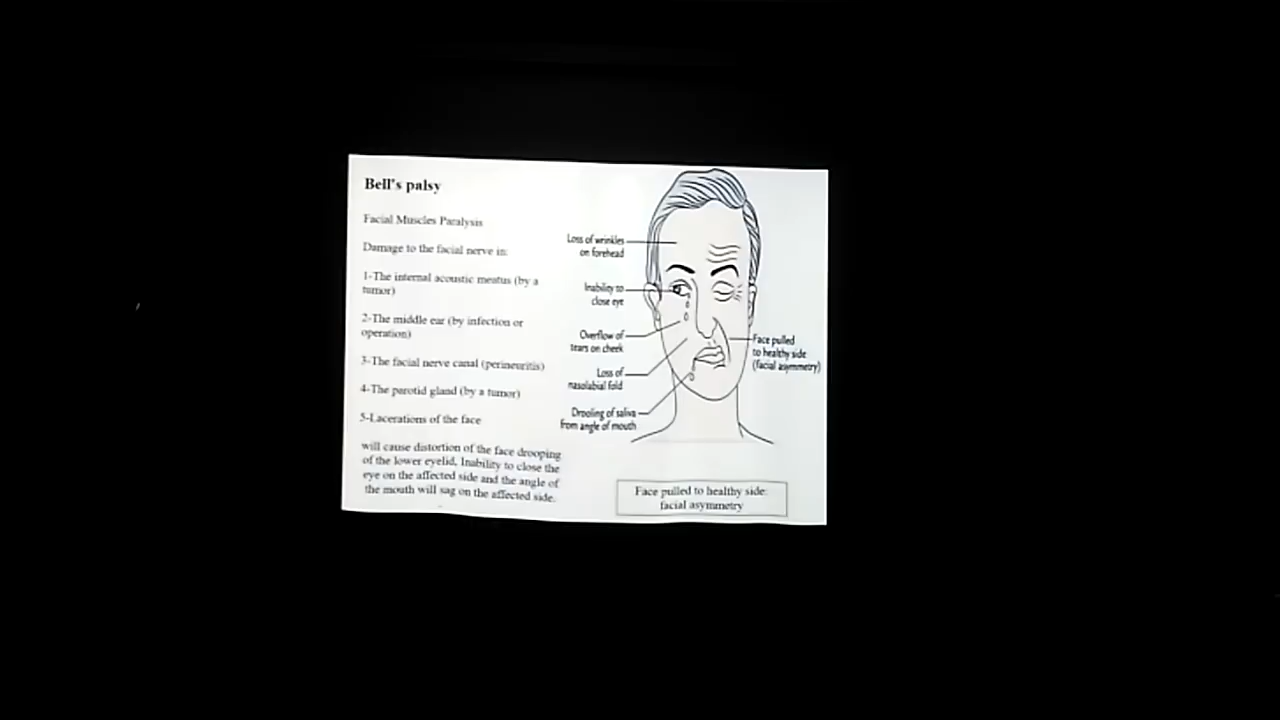 Bell's palsy
Facial Muscles Paralysis
Damage to the facial nerve in:
1-The internal acoustic meatus (by a
tumor)
2-The middle ear (by infection or
operation)
3-The facial nerve canal (perineuritis)
4-The parotid gland (by a tumor)
5-Lacerations of the face
will cause distortion of the face drooping
of the lower eyelid, Inability to close the
eye on the affected side and the angle of
the mouth will sag on the affected side.
Loss of wrinkles
on forehead
Inability to
close eye
Overflow of
tears on cheek
Loss of
nasolabial fold
Drooling of saliva
from angle of mouth
Face pulled
to healthy side
(facial asymmetry)
Face pulled to healthy side:
facial asymmetry